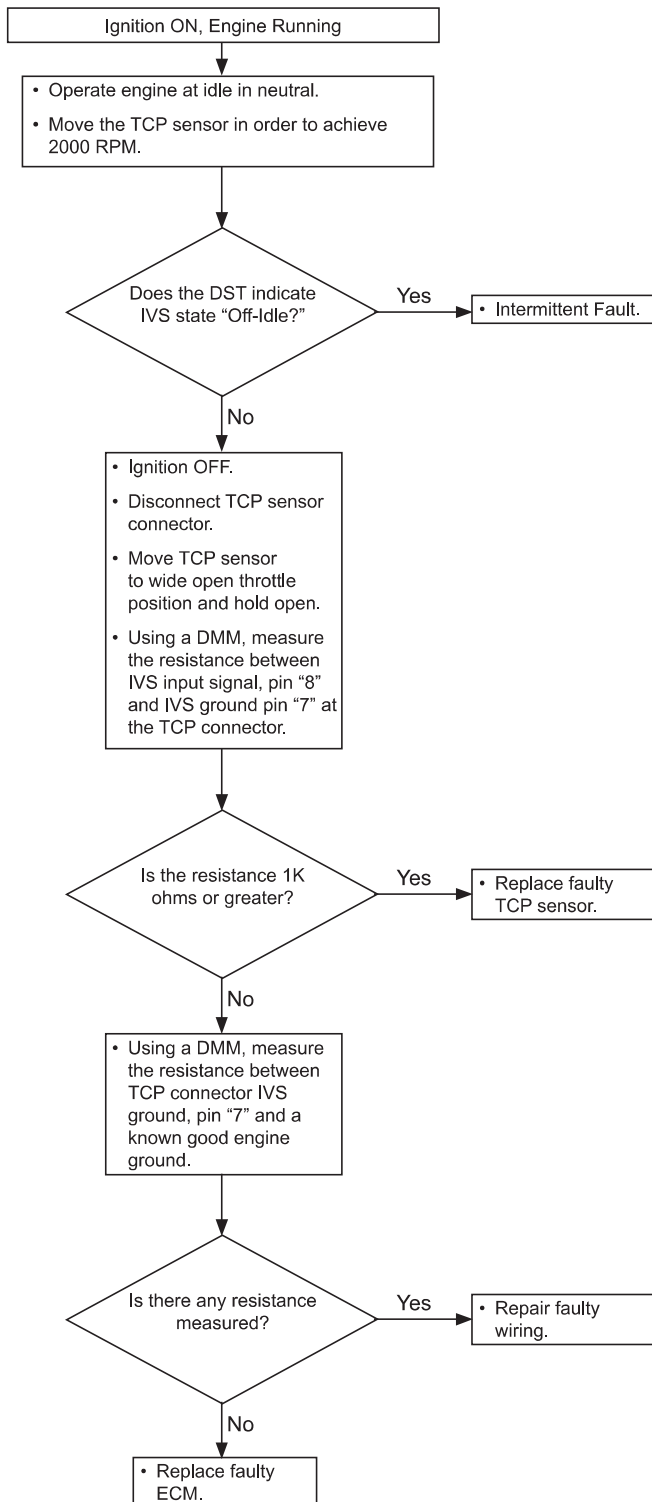 Ignition ON, Engine Running
• Operate engine at idle in neutral.
• Move the TCP sensor in order to achieve
2000 RPM.
Does the DST indicate
IVS state “Off-Idle?”
Yes
• Intermittent Fault.
No
• Ignition OFF.
• Disconnect TCP sensor
connector.
• Move TCP sensor
to wide open throttle
position and hold open.
• Using a DMM, measure
the resistance between
IVS input signal, pin “8”
and IVS ground pin “7” at
the TCP connector.
Is the resistance 1K
ohms or greater?
Yes
• Replace faulty
TCP sensor.
No
• Using a DMM, measure
the resistance between
TCP connector IVS
ground, pin “7” and a
known good engine
ground.
Is there any resistance
measured?
Yes
• Repair faulty
wiring.
No
• Replace faulty
ECM.